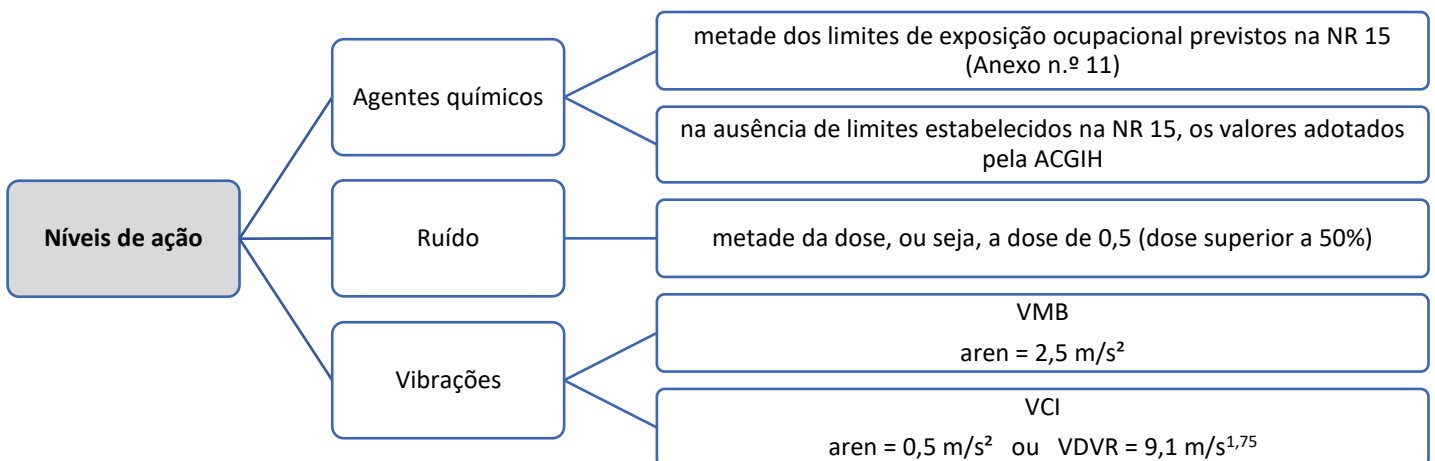 Níveis de ação
Agentes químicos
metade dos limites de exposição ocupacional previstos na NR 15
(Anexo n.º 11)
na ausência de limites estabelecidos na NR 15, os valores adotados
pela ACGIH
Ruído
metade da dose, ou seja, a dose de 0,5 (dose superior a 50%)
Vibrações
VMB
aren = 2,5 m/s²
VCI
aren = 0,5 m/s² ou VDVR = 9,1 m/s¹,⁷⁵